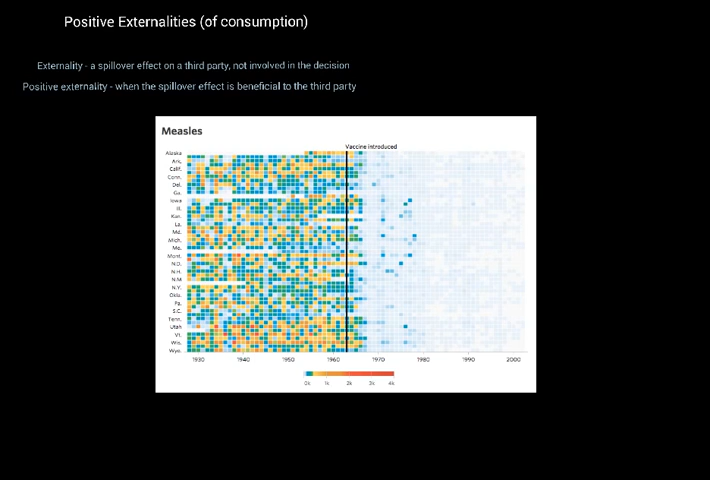 Positive Externalities (of consumption)
Externality - a spillover effect on a third party, not involved in the decision
Positive externality - when the spillover effect is beneficial to the third party
Measles
Vaccine introduced
Alaska
Ark.
Calif.
Conn.
Del.
Ga.
Iowa
Ill.
Kan.
La.
Md.
Mich.
Mo.
Mont.
N.D.
N.H.
N.M
N.Y.
Okla.
Pa.
S.C.
Tenn.
Utah
Vt.
Wis.
Wyo.
1930 1940 1950 1960 1970 1980 1990 2000
0k 1k 2k 3k 4k